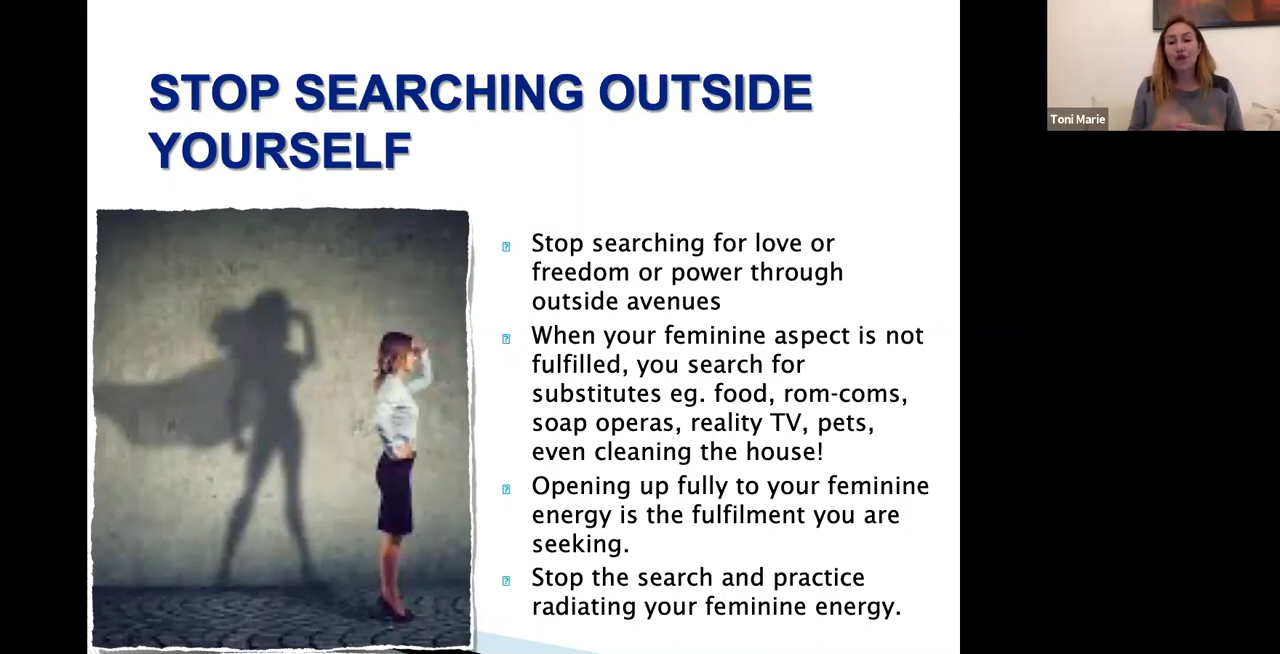 STOP SEARCHING OUTSIDE
YOURSELF
Toni Marie
Stop searching for love or
freedom or power through
outside avenues
When your feminine aspect is not
fulfilled, you search for
substitutes eg. food, rom-coms,
soap operas, reality TV, pets,
even cleaning the house!
Opening up fully to your feminine
energy is the fulfilment you are
seeking.
Stop the search and practice
radiating your feminine energy.